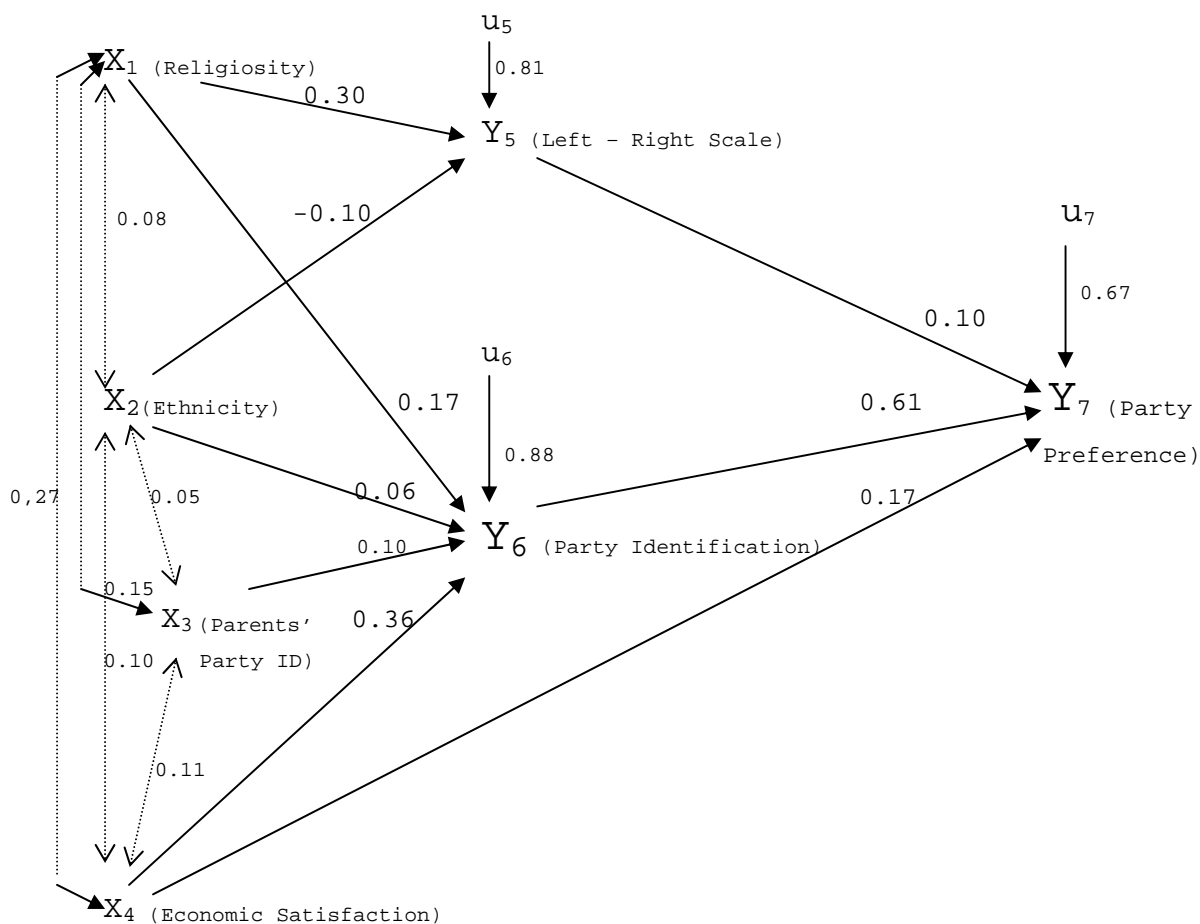 u5
X1 (Religiosity)
0.81
0.30
Y5 (Left – Right Scale)
-0.10
0.08
u7
0.67
0.10
u6
X2(Ethnicity)
0.17
0.61
Y7 (Party
Preference)
0.88
0,27
0.05
0.06
0.17
Y6 (Party Identification)
0.10
0.15
X3(Parents’
Party ID)
0.36
0.10
0.11
X4 (Economic Satisfaction)